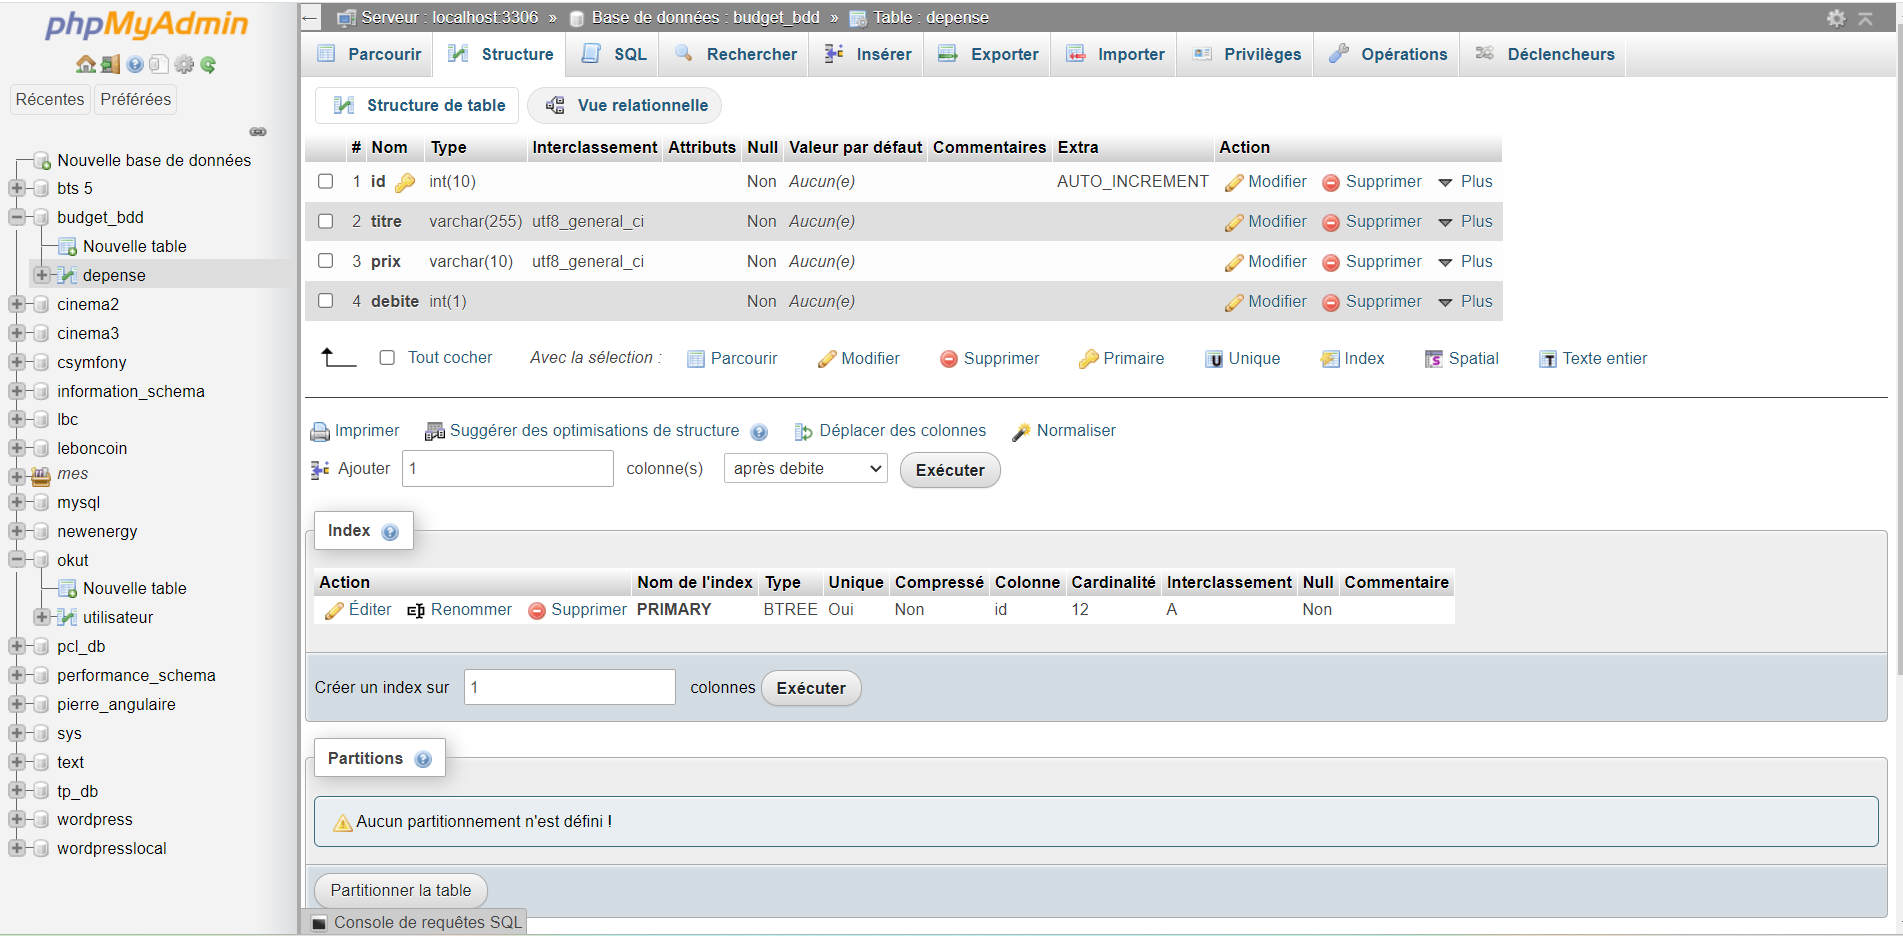 phpMyAdmin
Récentes Préférées
Nouvelle base de données
bts 5
budget_bdd
Nouvelle table
depense
cinema2
cinema3
csymfony
information_schema
lbc
leboncoin
mes
mysql
newenergy
okut
Nouvelle table
utilisateur
pcl_db
performance_schema
pierre_angulaire
sys
text
tp_db
wordpress
wordpresslocal
← Serveur : localhost:3306 » Base de données : budget_bdd » Table : depense
Parcourir Structure SQL Rechercher Insérer Exporter Importer Privilèges Opérations Déclencheurs
Structure de table Vue relationnelle
# Nom Type Interclassement Attributs Null Valeur par défaut Commentaires Extra Action
1 id int(10) Non Aucun(e) AUTO_INCREMENT Modifier Supprimer Plus
2 titre varchar(255) utf8_general_ci Non Aucun(e) Modifier Supprimer Plus
3 prix varchar(10) utf8_general_ci Non Aucun(e) Modifier Supprimer Plus
4 debite int(1) Non Aucun(e) Modifier Supprimer Plus
Tout cocher Avec la sélection : Parcourir Modifier Supprimer Primaire Unique Index Spatial Texte entier
Imprimer Suggérer des optimisations de structure Déplacer des colonnes Normaliser
Ajouter 1 colonne(s) après debite Exécuter
Index
Action Nom de l'index Type Unique Compressé Colonne Cardinalité Interclassement Null Commentaire
Éditer Renommer Supprimer PRIMARY BTREE Oui Non id 12 A Non
Créer un index sur 1 colonnes Exécuter
Partitions
Aucun partitionnement n'est défini !
Partitionner la table
Console de requêtes SQL